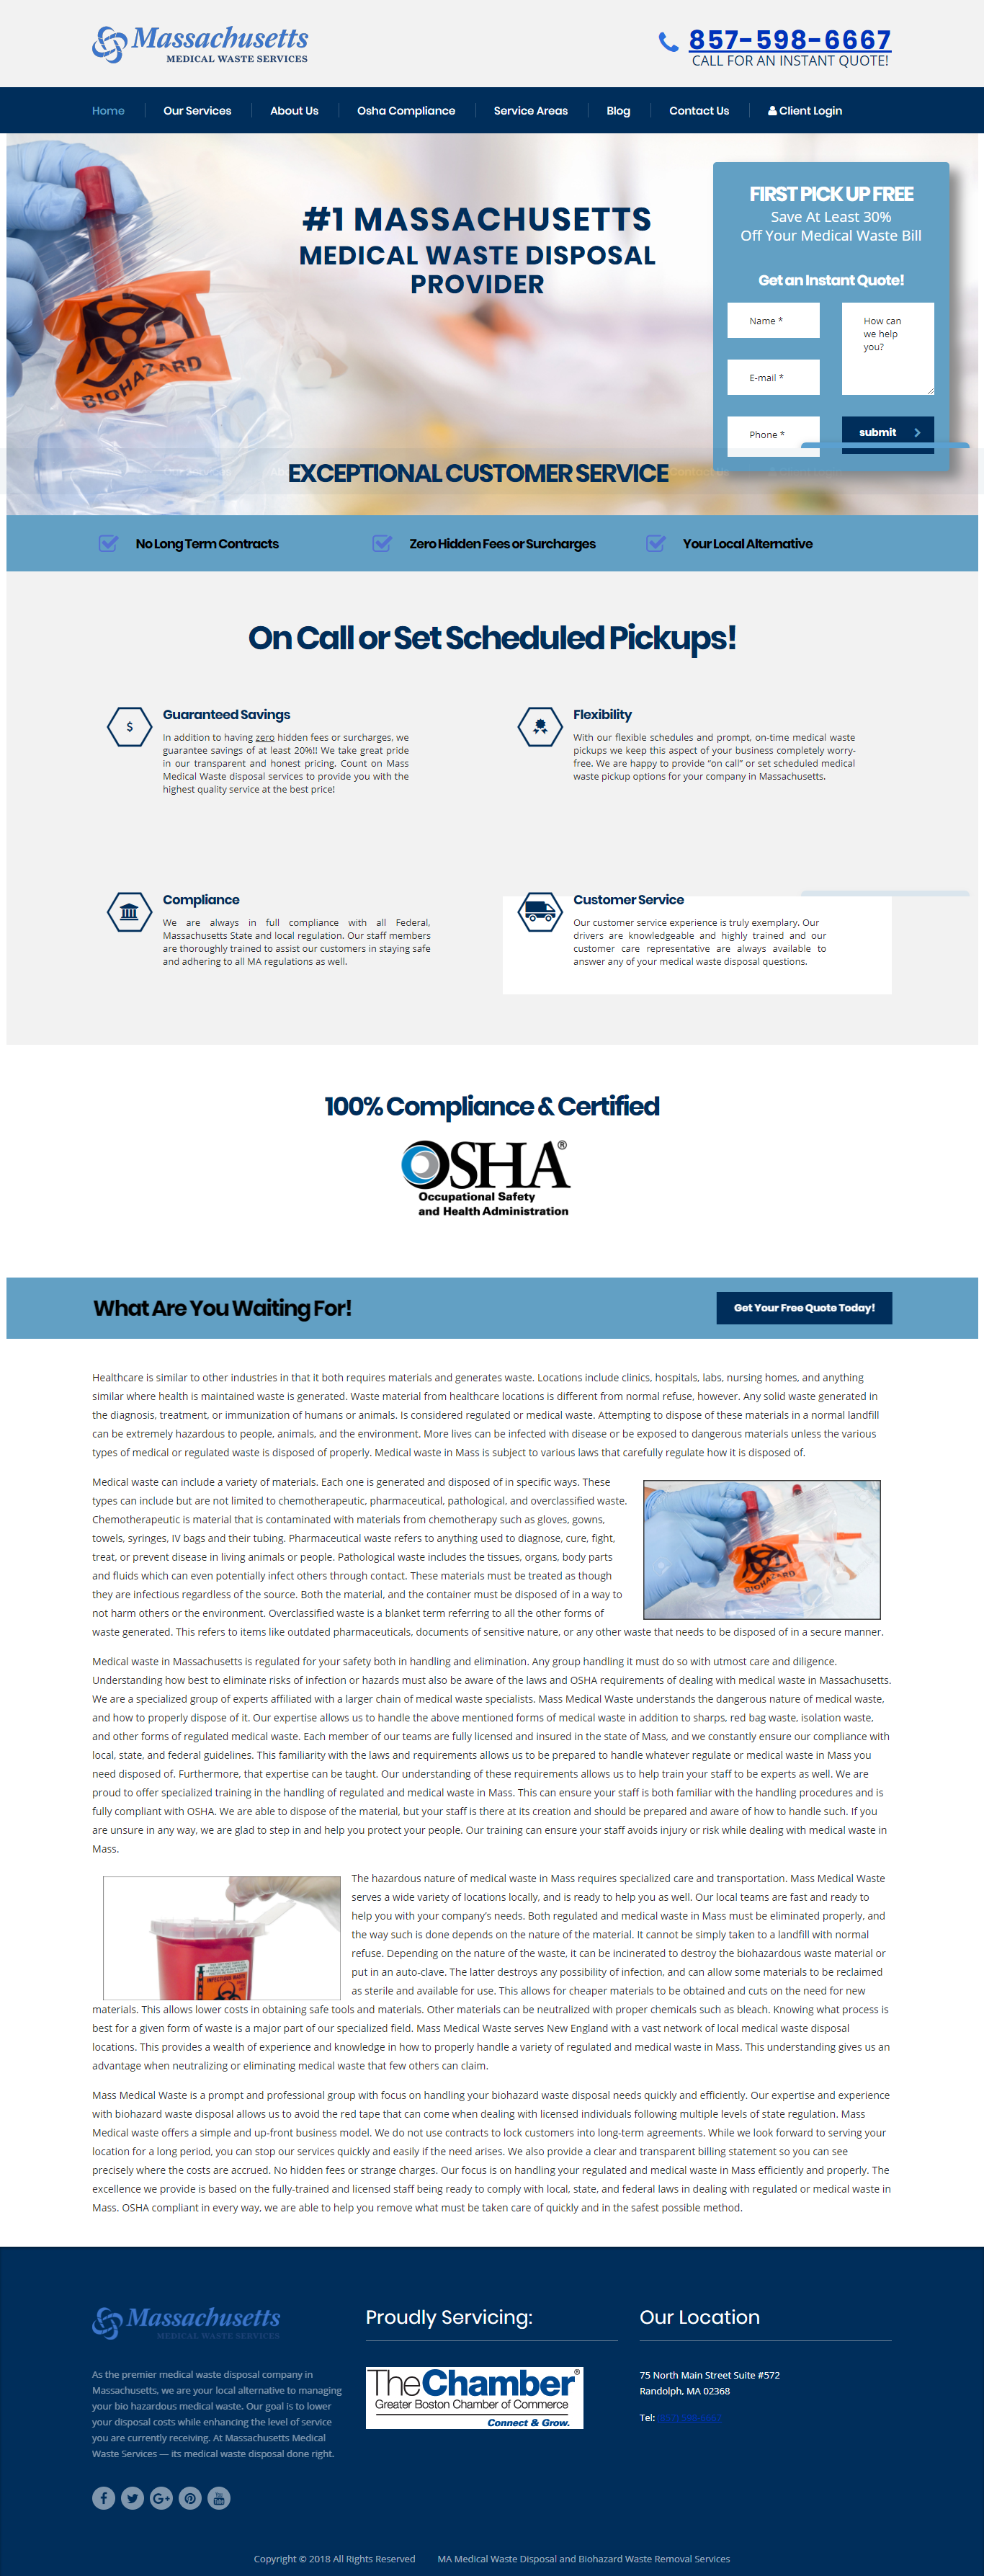 Massachusetts
MEDICAL WASTE SERVICES
857-598-6667
CALL FOR AN INSTANT QUOTE!
Home
Our Services
About Us
Osha Compliance
Service Areas
Blog
Contact Us
Client Login
#1 MASSACHUSETTS
MEDICAL WASTE DISPOSAL
PROVIDER
BIOHAZARD
FIRST PICK UP FREE
Save At Least 30%
Off Your Medical Waste Bill
Get an Instant Quote!
Name *
How can
we help
you?
E-mail *
Phone *
submit
EXCEPTIONAL CUSTOMER SERVICE
No Long Term Contracts
Zero Hidden Fees or Surcharges
Your Local Alternative
On Call or Set Scheduled Pickups!
Guaranteed Savings
In addition to having zero hidden fees or surcharges, we
guarantee savings of at least 20%!! We take great pride
in our transparent and honest pricing. Count on Mass
Medical Waste disposal services to provide you with the
highest quality service at the best price!
Flexibility
With our flexible schedules and prompt, on-time medical waste
pickups we keep this aspect of your business completely worry-
free. We are happy to provide “on call” or set scheduled medical
waste pickup options for your company in Massachusetts.
Compliance
We are always in full compliance with all Federal,
Massachusetts State and local regulation. Our staff members
are thoroughly trained to assist our customers in staying safe
and adhering to all MA regulations as well.
Customer Service
Our customer service experience is truly exemplary. Our
drivers are knowledgeable and highly trained and our
customer care representative are always available to
answer any of your medical waste disposal questions.
100% Compliance & Certified
OSHA®
Occupational Safety
and Health Administration
What Are You Waiting For!
Get Your Free Quote Today!
Healthcare is similar to other industries in that it both requires materials and generates waste. Locations include clinics, hospitals, labs, nursing homes, and anything
similar where health is maintained waste is generated. Waste material from healthcare locations is different from normal refuse, however. Any solid waste generated in
the diagnosis, treatment, or immunization of humans or animals. Is considered regulated or medical waste. Attempting to dispose of these materials in a normal landfill
can be extremely hazardous to people, animals, and the environment. More lives can be infected with disease or be exposed to dangerous materials unless the various
types of medical or regulated waste is disposed of properly. Medical waste in Mass is subject to various laws that carefully regulate how it is disposed of.
Medical waste can include a variety of materials. Each one is generated and disposed of in specific ways. These
types can include but are not limited to chemotherapeutic, pharmaceutical, pathological, and overclassified waste.
Chemotherapeutic is material that is contaminated with materials from chemotherapy such as gloves, gowns,
towels, syringes, IV bags and their tubing. Pharmaceutical waste refers to anything used to diagnose, cure, fight,
treat, or prevent disease in living animals or people. Pathological waste includes the tissues, organs, body parts
and fluids which can even potentially infect others through contact. These materials must be treated as though
they are infectious regardless of the source. Both the material, and the container must be disposed of in a way to
not harm others or the environment. Overclassified waste is a blanket term referring to all the other forms of
waste generated. This refers to items like outdated pharmaceuticals, documents of sensitive nature, or any other waste that needs to be disposed of in a secure manner.
BIOHAZARD
Medical waste in Massachusetts is regulated for your safety both in handling and elimination. Any group handling it must do so with utmost care and diligence.
Understanding how best to eliminate risks of infection or hazards must also be aware of the laws and OSHA requirements of dealing with medical waste in Massachusetts.
We are a specialized group of experts affiliated with a larger chain of medical waste specialists. Mass Medical Waste understands the dangerous nature of medical waste,
and how to properly dispose of it. Our expertise allows us to handle the above mentioned forms of medical waste in addition to sharps, red bag waste, isolation waste,
and other forms of regulated medical waste. Each member of our teams are fully licensed and insured in the state of Mass, and we constantly ensure our compliance with
local, state, and federal guidelines. This familiarity with the laws and requirements allows us to be prepared to handle whatever regulate or medical waste in Mass you
need disposed of. Furthermore, that expertise can be taught. Our understanding of these requirements allows us to help train your staff to be experts as well. We are
proud to offer specialized training in the handling of regulated and medical waste in Mass. This can ensure your staff is both familiar with the handling procedures and is
fully compliant with OSHA. We are able to dispose of the material, but your staff is there at its creation and should be prepared and aware of how to handle such. If you
are unsure in any way, we are glad to step in and help you protect your people. Our training can ensure your staff avoids injury or risk while dealing with medical waste in
Mass.
INFECTIOUS WASTE
The hazardous nature of medical waste in Mass requires specialized care and transportation. Mass Medical Waste
serves a wide variety of locations locally, and is ready to help you as well. Our local teams are fast and ready to
help you with your company’s needs. Both regulated and medical waste in Mass must be eliminated properly, and
the way such is done depends on the nature of the material. It cannot be simply taken to a landfill with normal
refuse. Depending on the nature of the waste, it can be incinerated to destroy the biohazardous waste material or
put in an auto-clave. The latter destroys any possibility of infection, and can allow some materials to be reclaimed
as sterile and available for use. This allows for cheaper materials to be obtained and cuts on the need for new
materials. This allows lower costs in obtaining safe tools and materials. Other materials can be neutralized with proper chemicals such as bleach. Knowing what process is
best for a given form of waste is a major part of our specialized field. Mass Medical Waste serves New England with a vast network of local medical waste disposal
locations. This provides a wealth of experience and knowledge in how to properly handle a variety of regulated and medical waste in Mass. This understanding gives us an
advantage when neutralizing or eliminating medical waste that few others can claim.
Mass Medical Waste is a prompt and professional group with focus on handling your biohazard waste disposal needs quickly and efficiently. Our expertise and experience
with biohazard waste disposal allows us to avoid the red tape that can come when dealing with licensed individuals following multiple levels of state regulation. Mass
Medical waste offers a simple and up-front business model. We do not use contracts to lock customers into long-term agreements. While we look forward to serving your
location for a long period, you can stop our services quickly and easily if the need arises. We also provide a clear and transparent billing statement so you can see
precisely where the costs are accrued. No hidden fees or strange charges. Our focus is on handling your regulated and medical waste in Mass efficiently and properly. The
excellence we provide is based on the fully-trained and licensed staff being ready to comply with local, state, and federal laws in dealing with regulated or medical waste in
Mass. OSHA compliant in every way, we are able to help you remove what must be taken care of quickly and in the safest possible method.
Massachusetts
MEDICAL WASTE SERVICES
As the premier medical waste disposal company in
Massachusetts, we are your local alternative to managing
your bio hazardous medical waste. Our goal is to lower
your disposal costs while enhancing the level of service
you are currently receiving. At Massachusetts Medical
Waste Services — its medical waste disposal done right.
Proudly Servicing:
TheChamber®
Greater Boston Chamber of Commerce
Connect & Grow.
Our Location
75 North Main Street Suite #572
Randolph, MA 02368
Tel: (857) 598-6667
Copyright © 2018 All Rights Reserved
MA Medical Waste Disposal and Biohazard Waste Removal Services